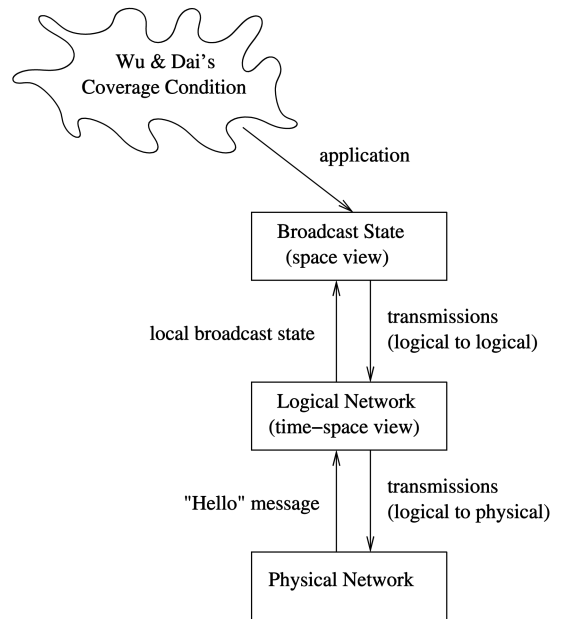 Wu & Dai's
Coverage Condition
application
Broadcast State
(space view)
local broadcast state
transmissions
(logical to logical)
Logical Network
(time−space view)
"Hello" message
transmissions
(logical to physical)
Physical Network